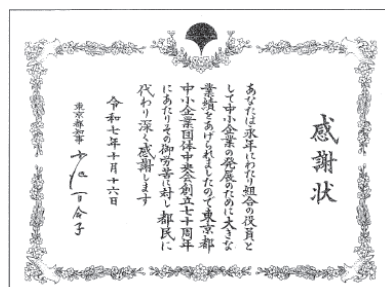 感謝状
あなたは永年にわたり組合の役員と
して中小企業の発展のために大きな
業績をあげられましたので東京都
中小企業団体中央会創立七十周年
にあたりその御労苦に対し都民に
代わり深く感謝します
令和七年十月十六日
東京都知事 小池百合子